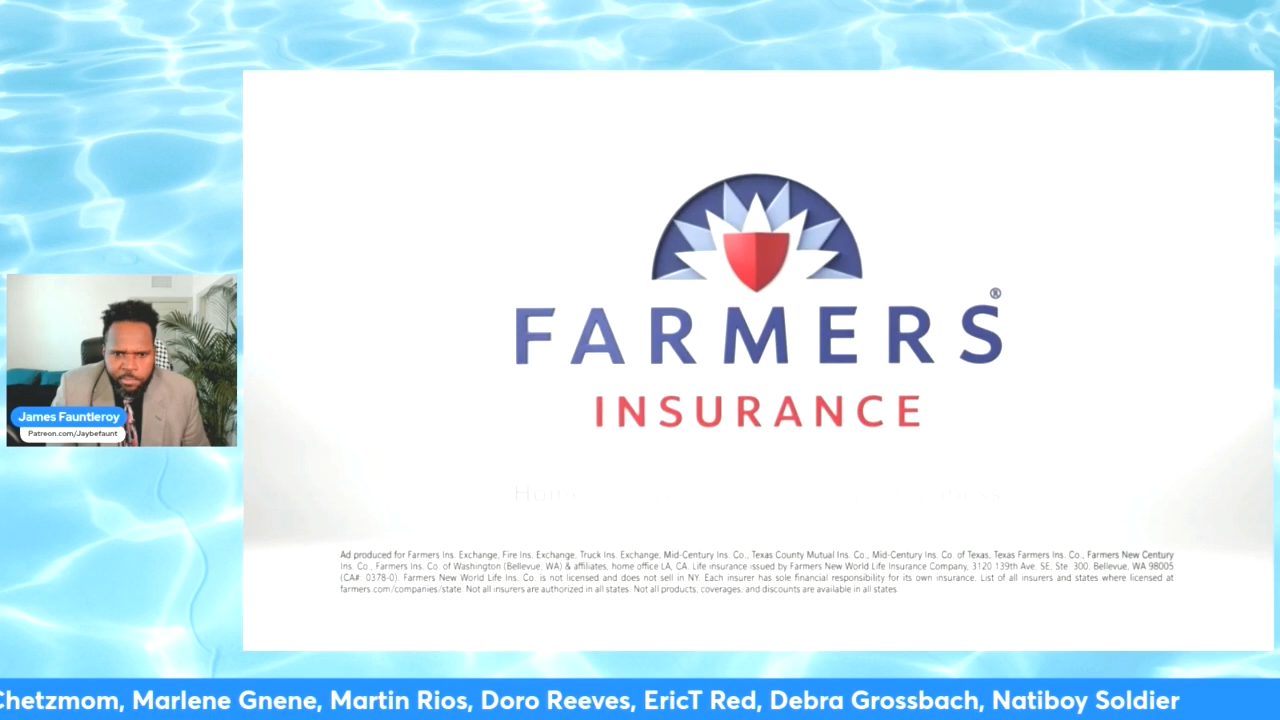 FARMERS®
INSURANCE
Ad produced for Farmers Ins. Exchange, Fire Ins. Exchange, Truck Ins. Exchange, Mid-Century Ins. Co., Texas County Mutual Ins. Co., Mid-Century Ins. Co. of Texas, Texas Farmers Ins. Co., Farmers New Century
Ins. Co., Farmers Ins. Co. of Washington (Bellevue, WA) & affiliates, home office LA, CA. Life insurance issued by Farmers New World Life Insurance Company, 3120 139th Ave. SE, Ste. 300. Bellevue, WA 98005
(CA#: 0378-0). Farmers New World Life Ins. Co. is not licensed and does not sell in NY. Each insurer has sole financial responsibility for its own insurance. List of all insurers and states where licensed at
farmers.com/companies/state. Not all insurers are authorized in all states. Not all products, coverages, and discounts are available in all states.
James Fauntleroy
Patreon.com/Jaybefaunt
Chetzmom, Marlene Gnene, Martin Rios, Doro Reeves, EricT Red, Debra Grossbach, Natiboy Soldier